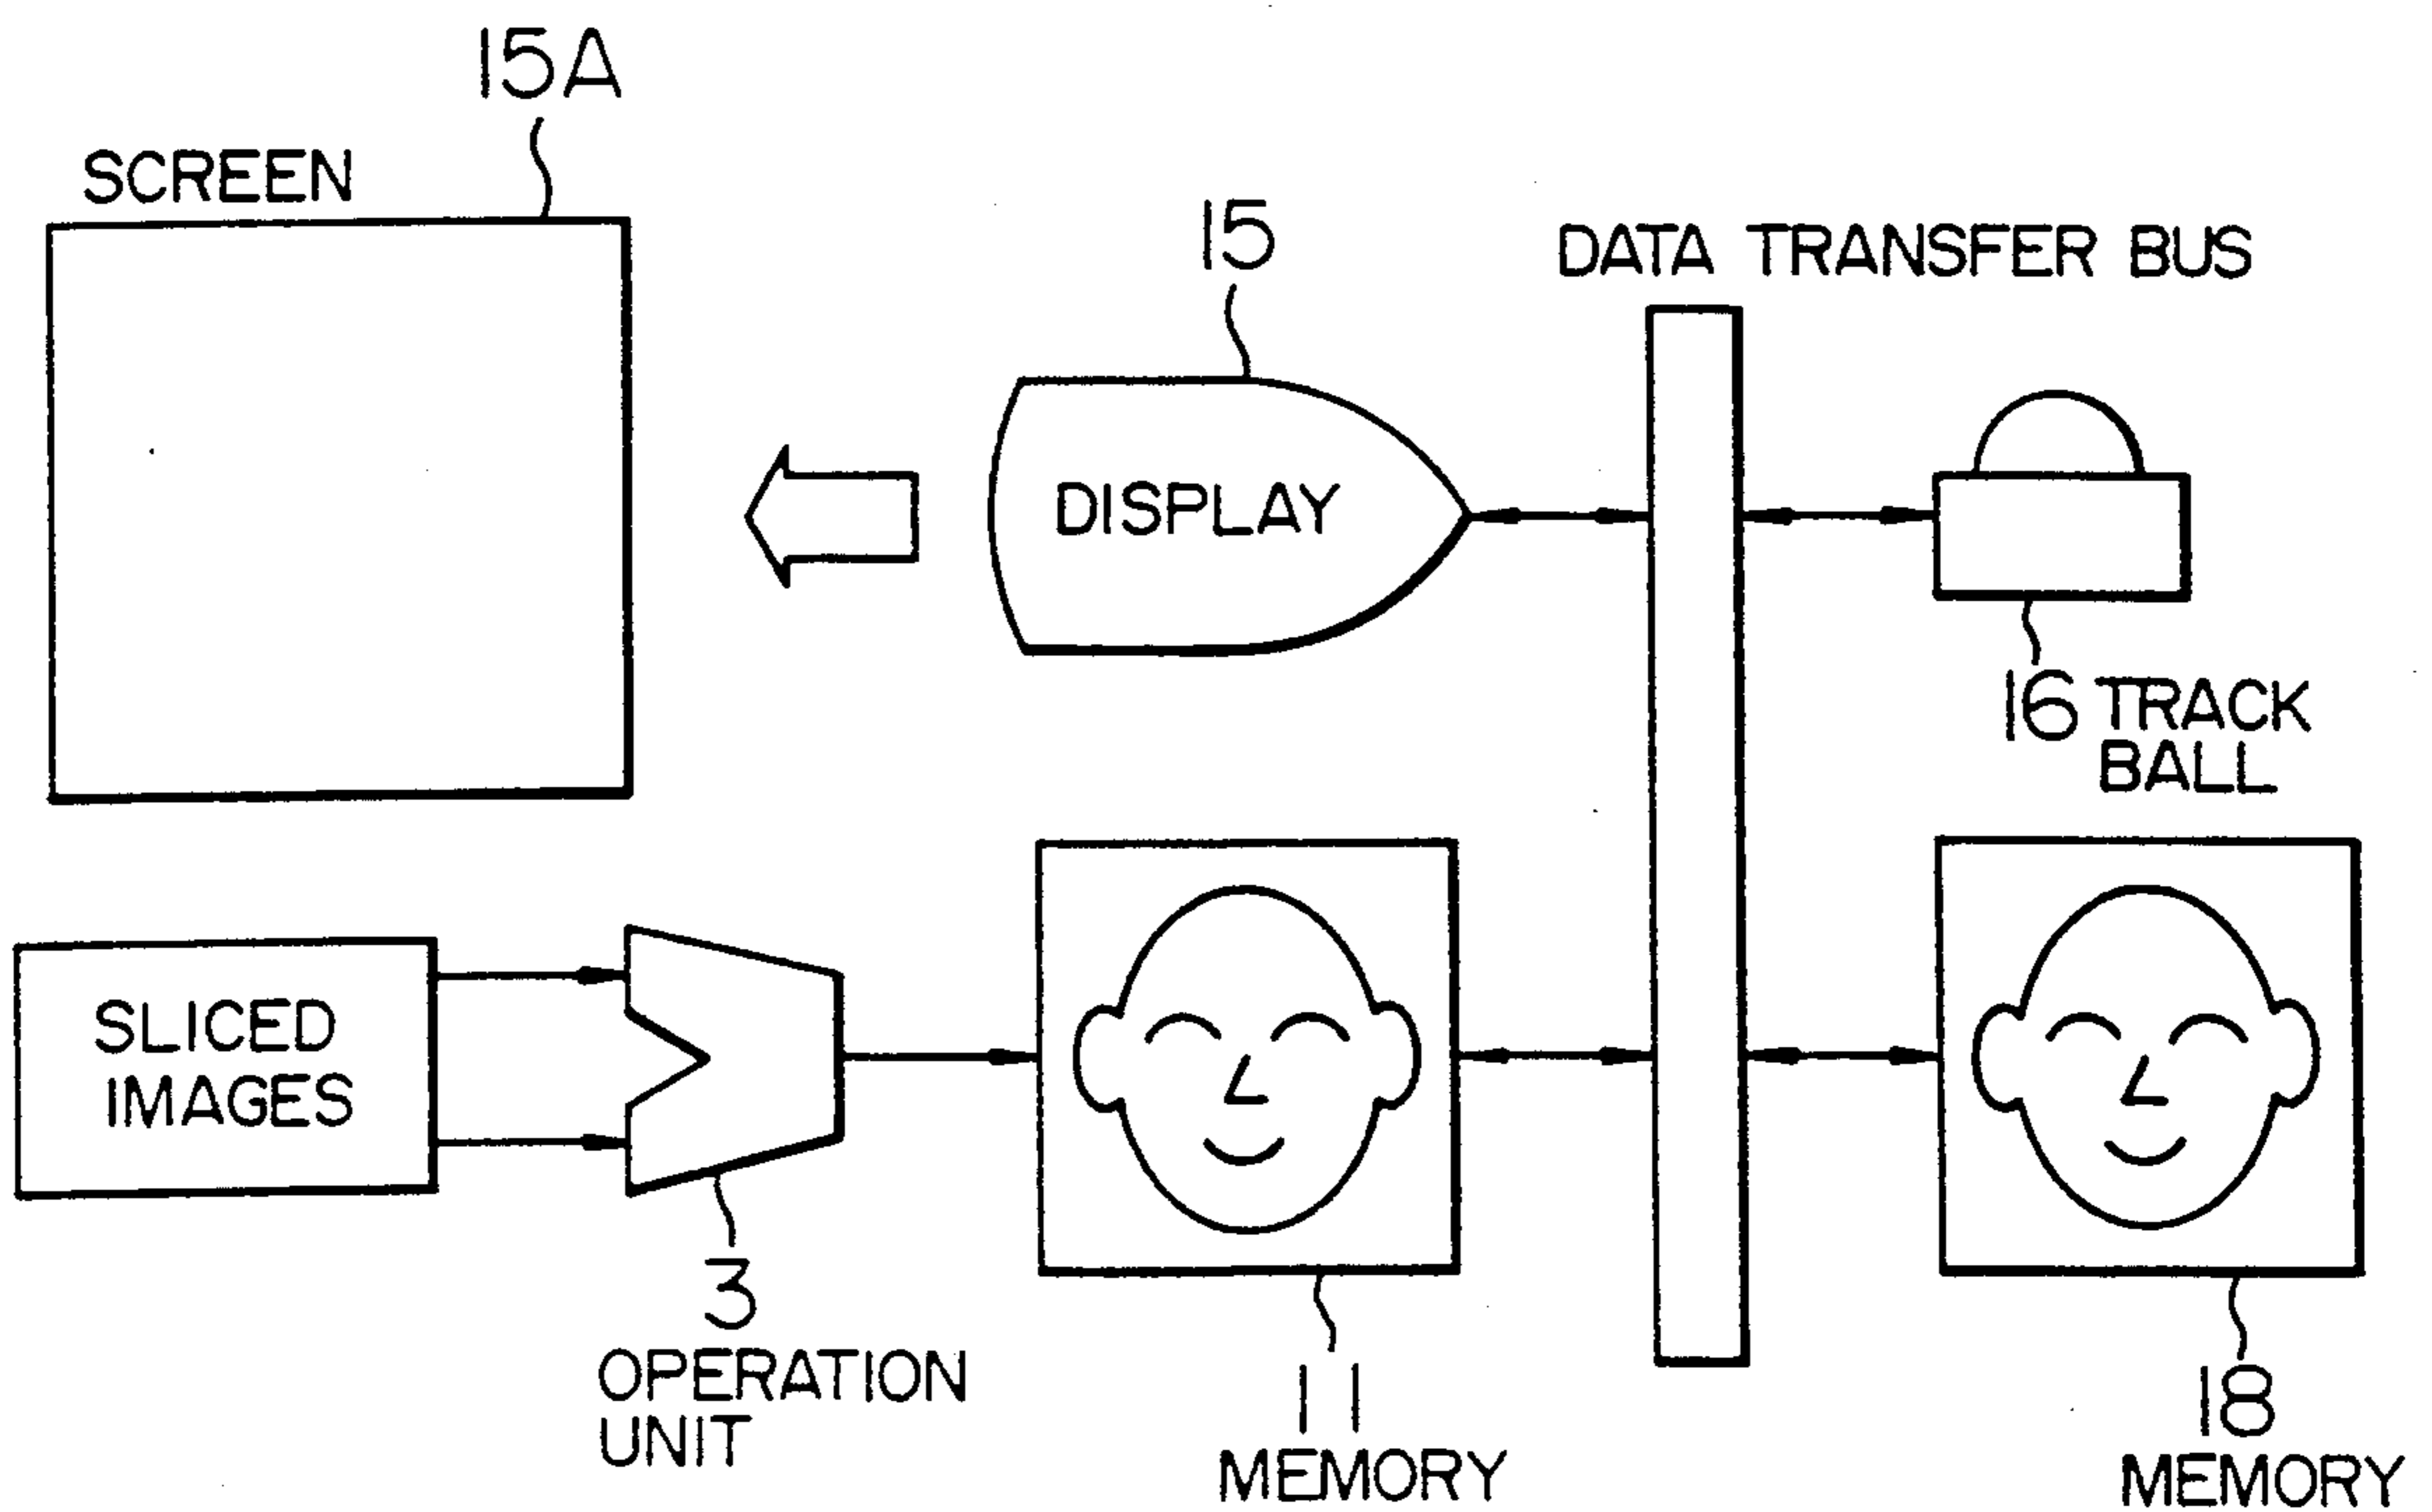 15A
SCREEN
15
DATA TRANSFER BUS
DISPLAY
16 TRACK
BALL
SLICED
IMAGES
3
OPERATION
UNIT
11
MEMORY
18
MEMORY